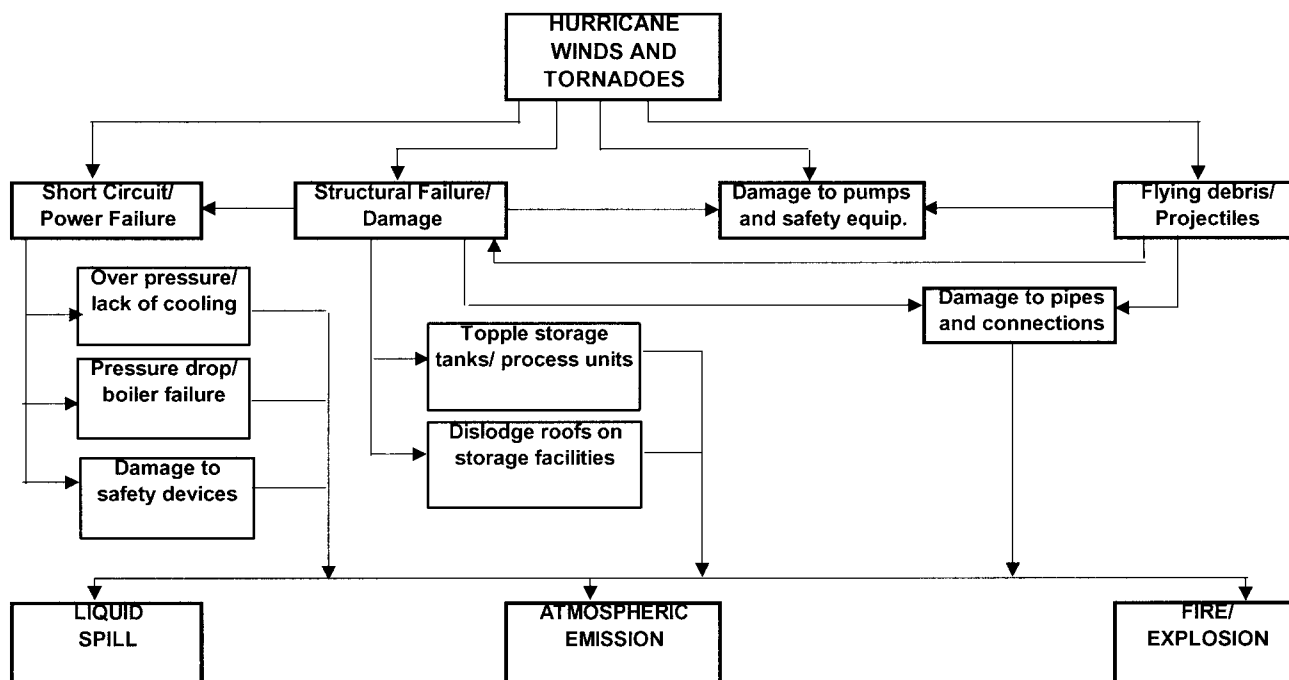 HURRICANE
WINDS AND
TORNADOES
Short Circuit/
Power Failure
Structural Failure/
Damage
Damage to pumps
and safety equip.
Flying debris/
Projectiles
Over pressure/
lack of cooling
Pressure drop/
boiler failure
Damage to
safety devices
Topple storage
tanks/ process units
Dislodge roofs on
storage facilities
Damage to pipes
and connections
LIQUID
SPILL
ATMOSPHERIC
EMISSION
FIRE/
EXPLOSION